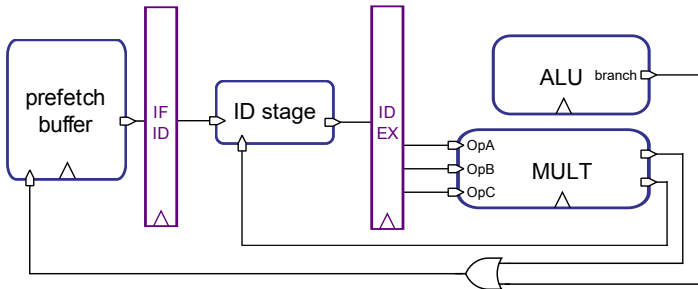 prefetch
buffer
IF
ID
ID stage
ID
EX
ALU
branch
OpA
OpB
OpC
MULT